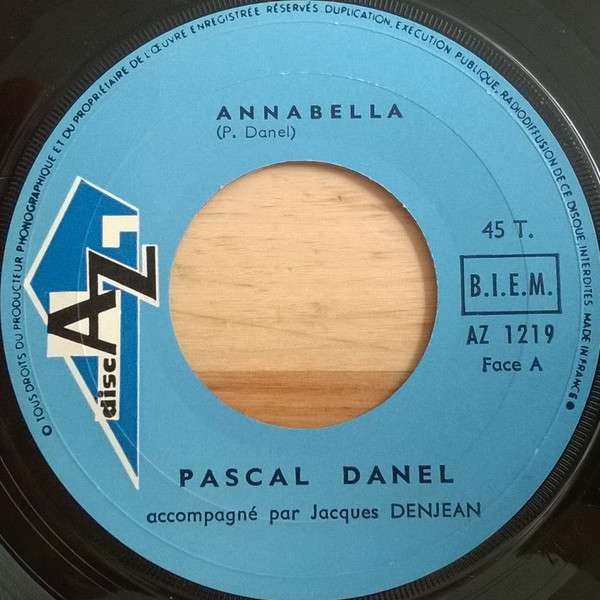 © TOUS DROITS DU PRODUCTEUR PHONOGRAPHIQUE ET DU PROPRIÉTAIRE DE L'ŒUVRE ENREGISTRÉE RÉSERVÉS. DUPLICATION, EXECUTION PUBLIQUE, RADIODIFFUSION DE CE DISQUE INTERDITES MADE IN FRANCE
ANNABELLA
(P. Danel)
disc AZ
45 T.
B.I.E.M.
AZ 1219
Face A
PASCAL DANEL
accompagné par Jacques DENJEAN